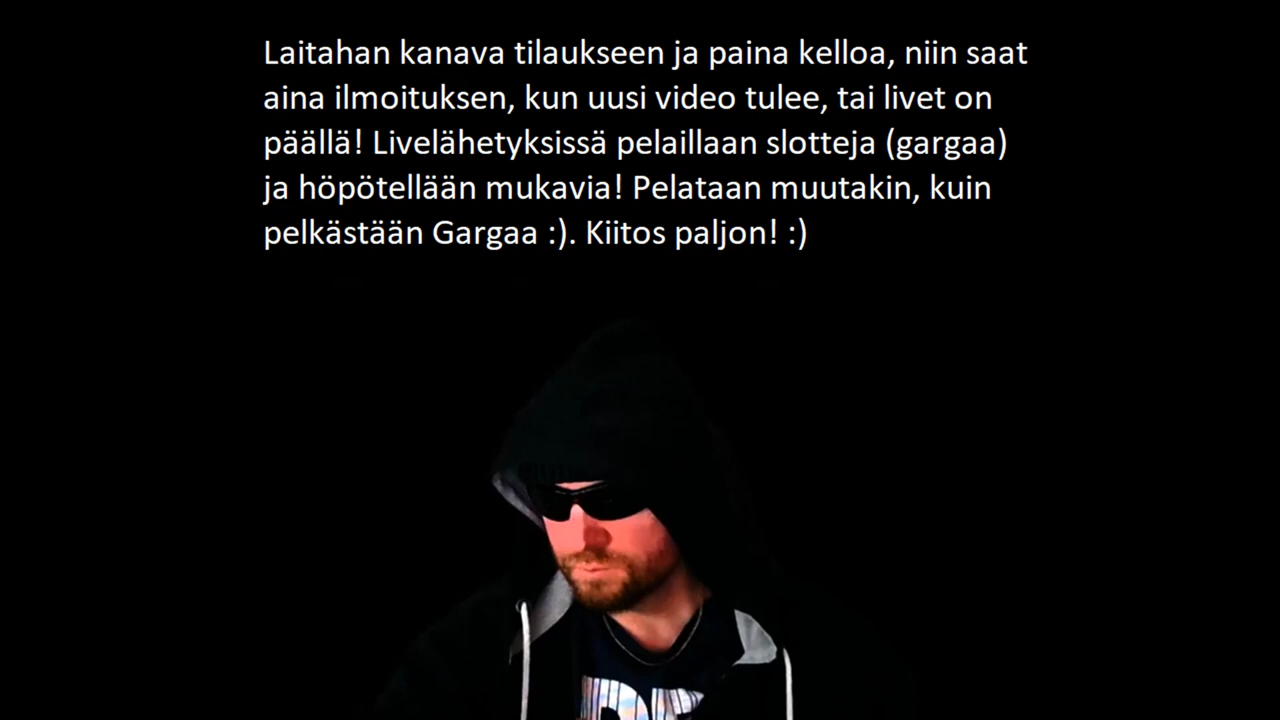 Laitahan kanava tilaukseen ja paina kelloa, niin saat
aina ilmoituksen, kun uusi video tulee, tai livet on
päällä! Livelähetyksissä pelaillaan slotteja (gargaa)
ja höpötellään mukavia! Pelataan muutakin, kuin
pelkästään Gargaa :). Kiitos paljon! :)